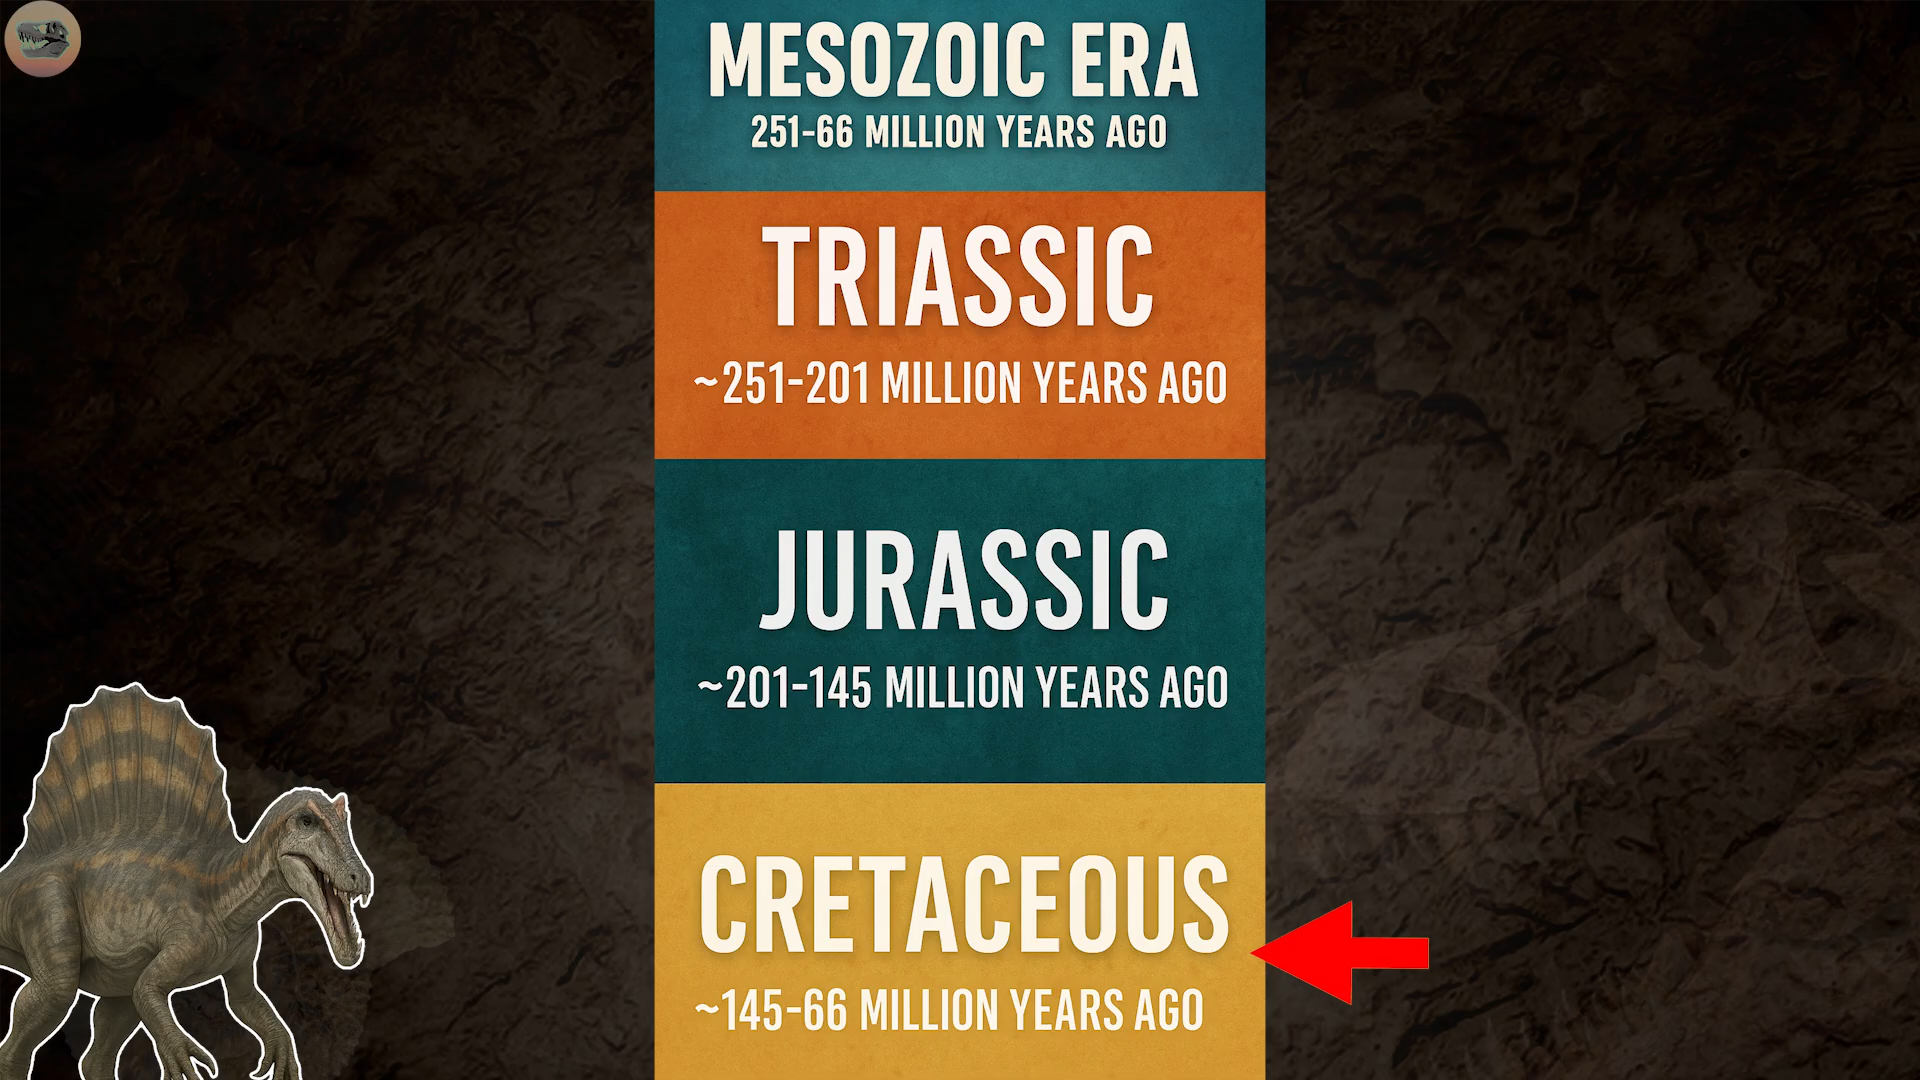 MESOZOIC ERA
251-66 MILLION YEARS AGO
TRIASSIC
~251-201 MILLION YEARS AGO
JURASSIC
~201-145 MILLION YEARS AGO
CRETACEOUS
~145-66 MILLION YEARS AGO